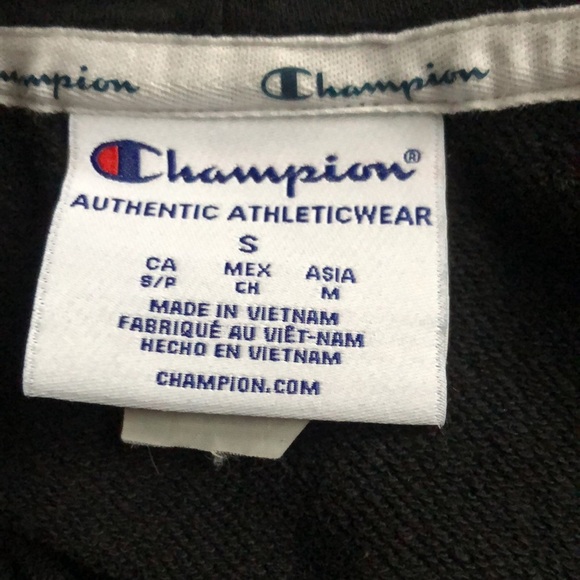 mpion Champion
Champion®
AUTHENTIC ATHLETICWEAR
S
CA MEX ASIA
S/P CH M
MADE IN VIETNAM
FABRIQUÉ AU VIÊT-NAM
HECHO EN VIETNAM
CHAMPION.COM